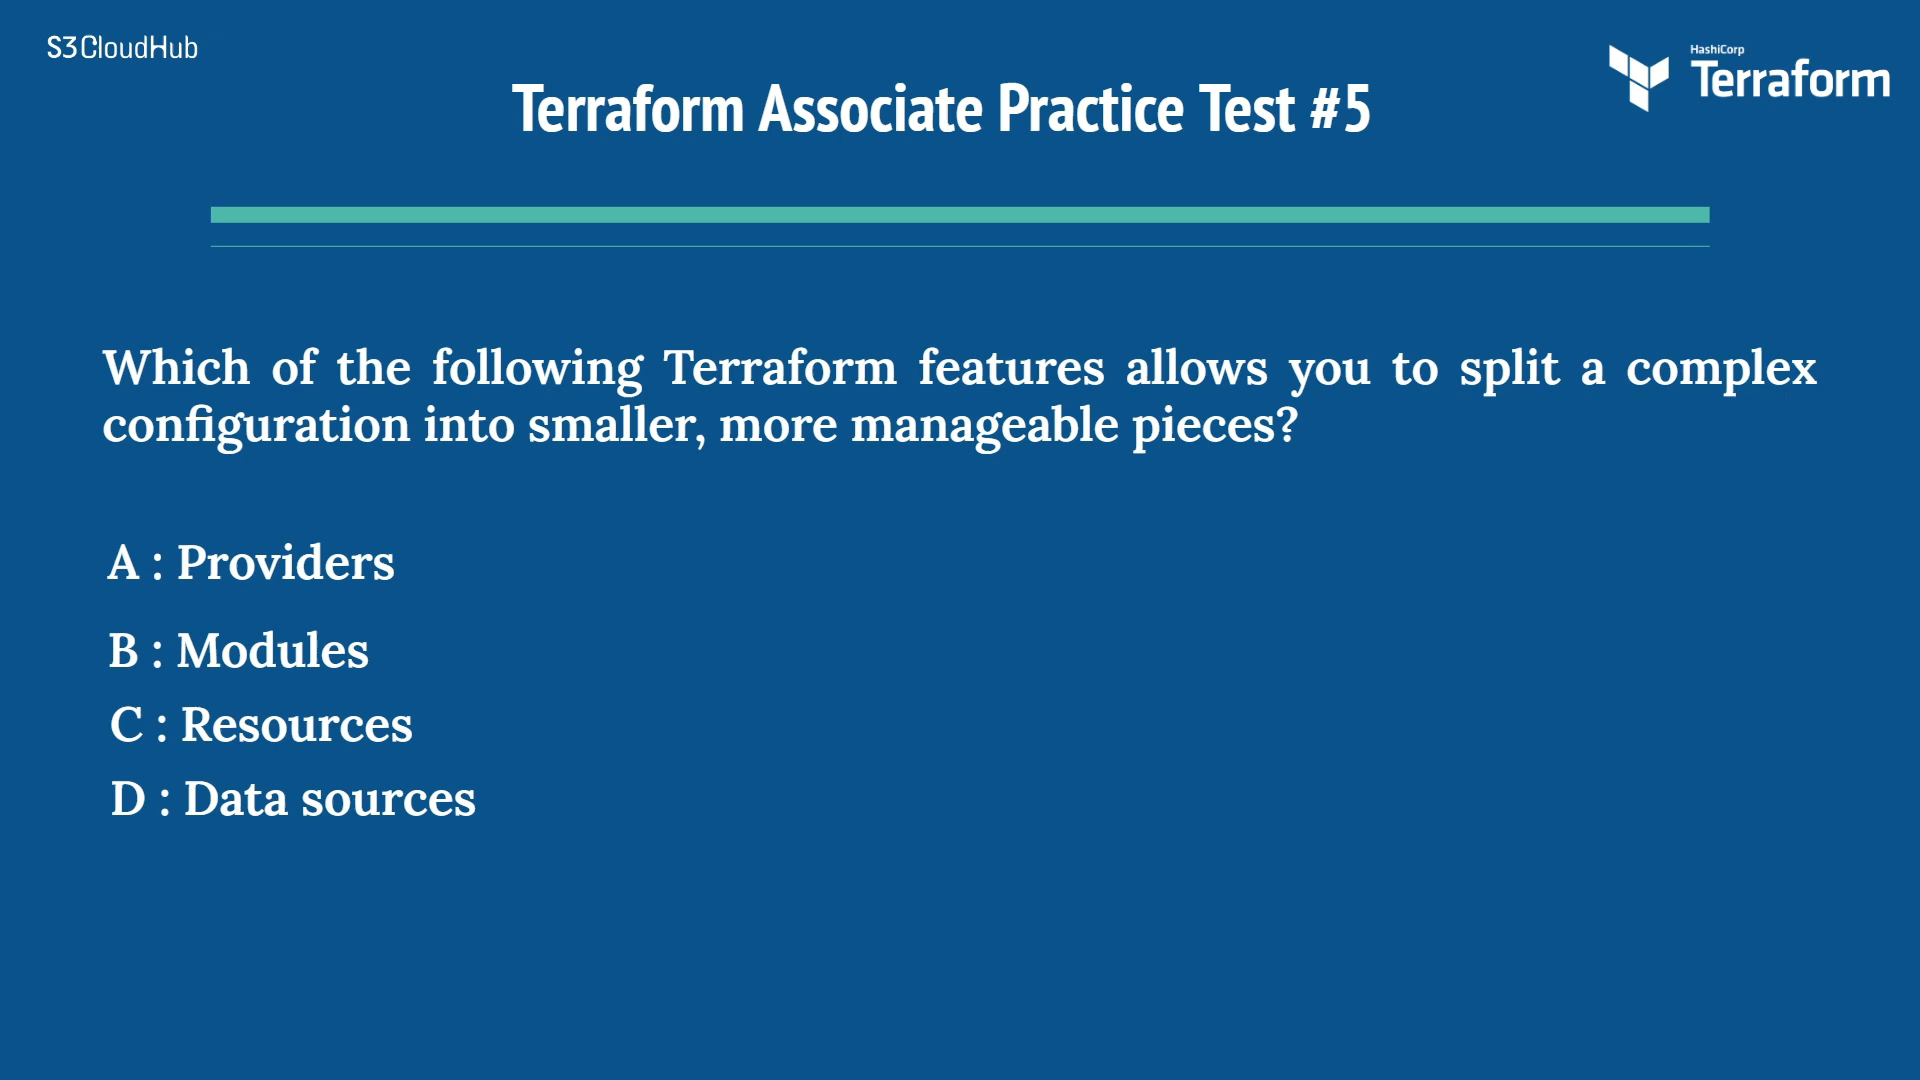 S3CloudHub
HashiCorp
Terraform
Terraform Associate Practice Test #5
Which of the following Terraform features allows you to split a complex
configuration into smaller, more manageable pieces?
A : Providers
B : Modules
C : Resources
D : Data sources